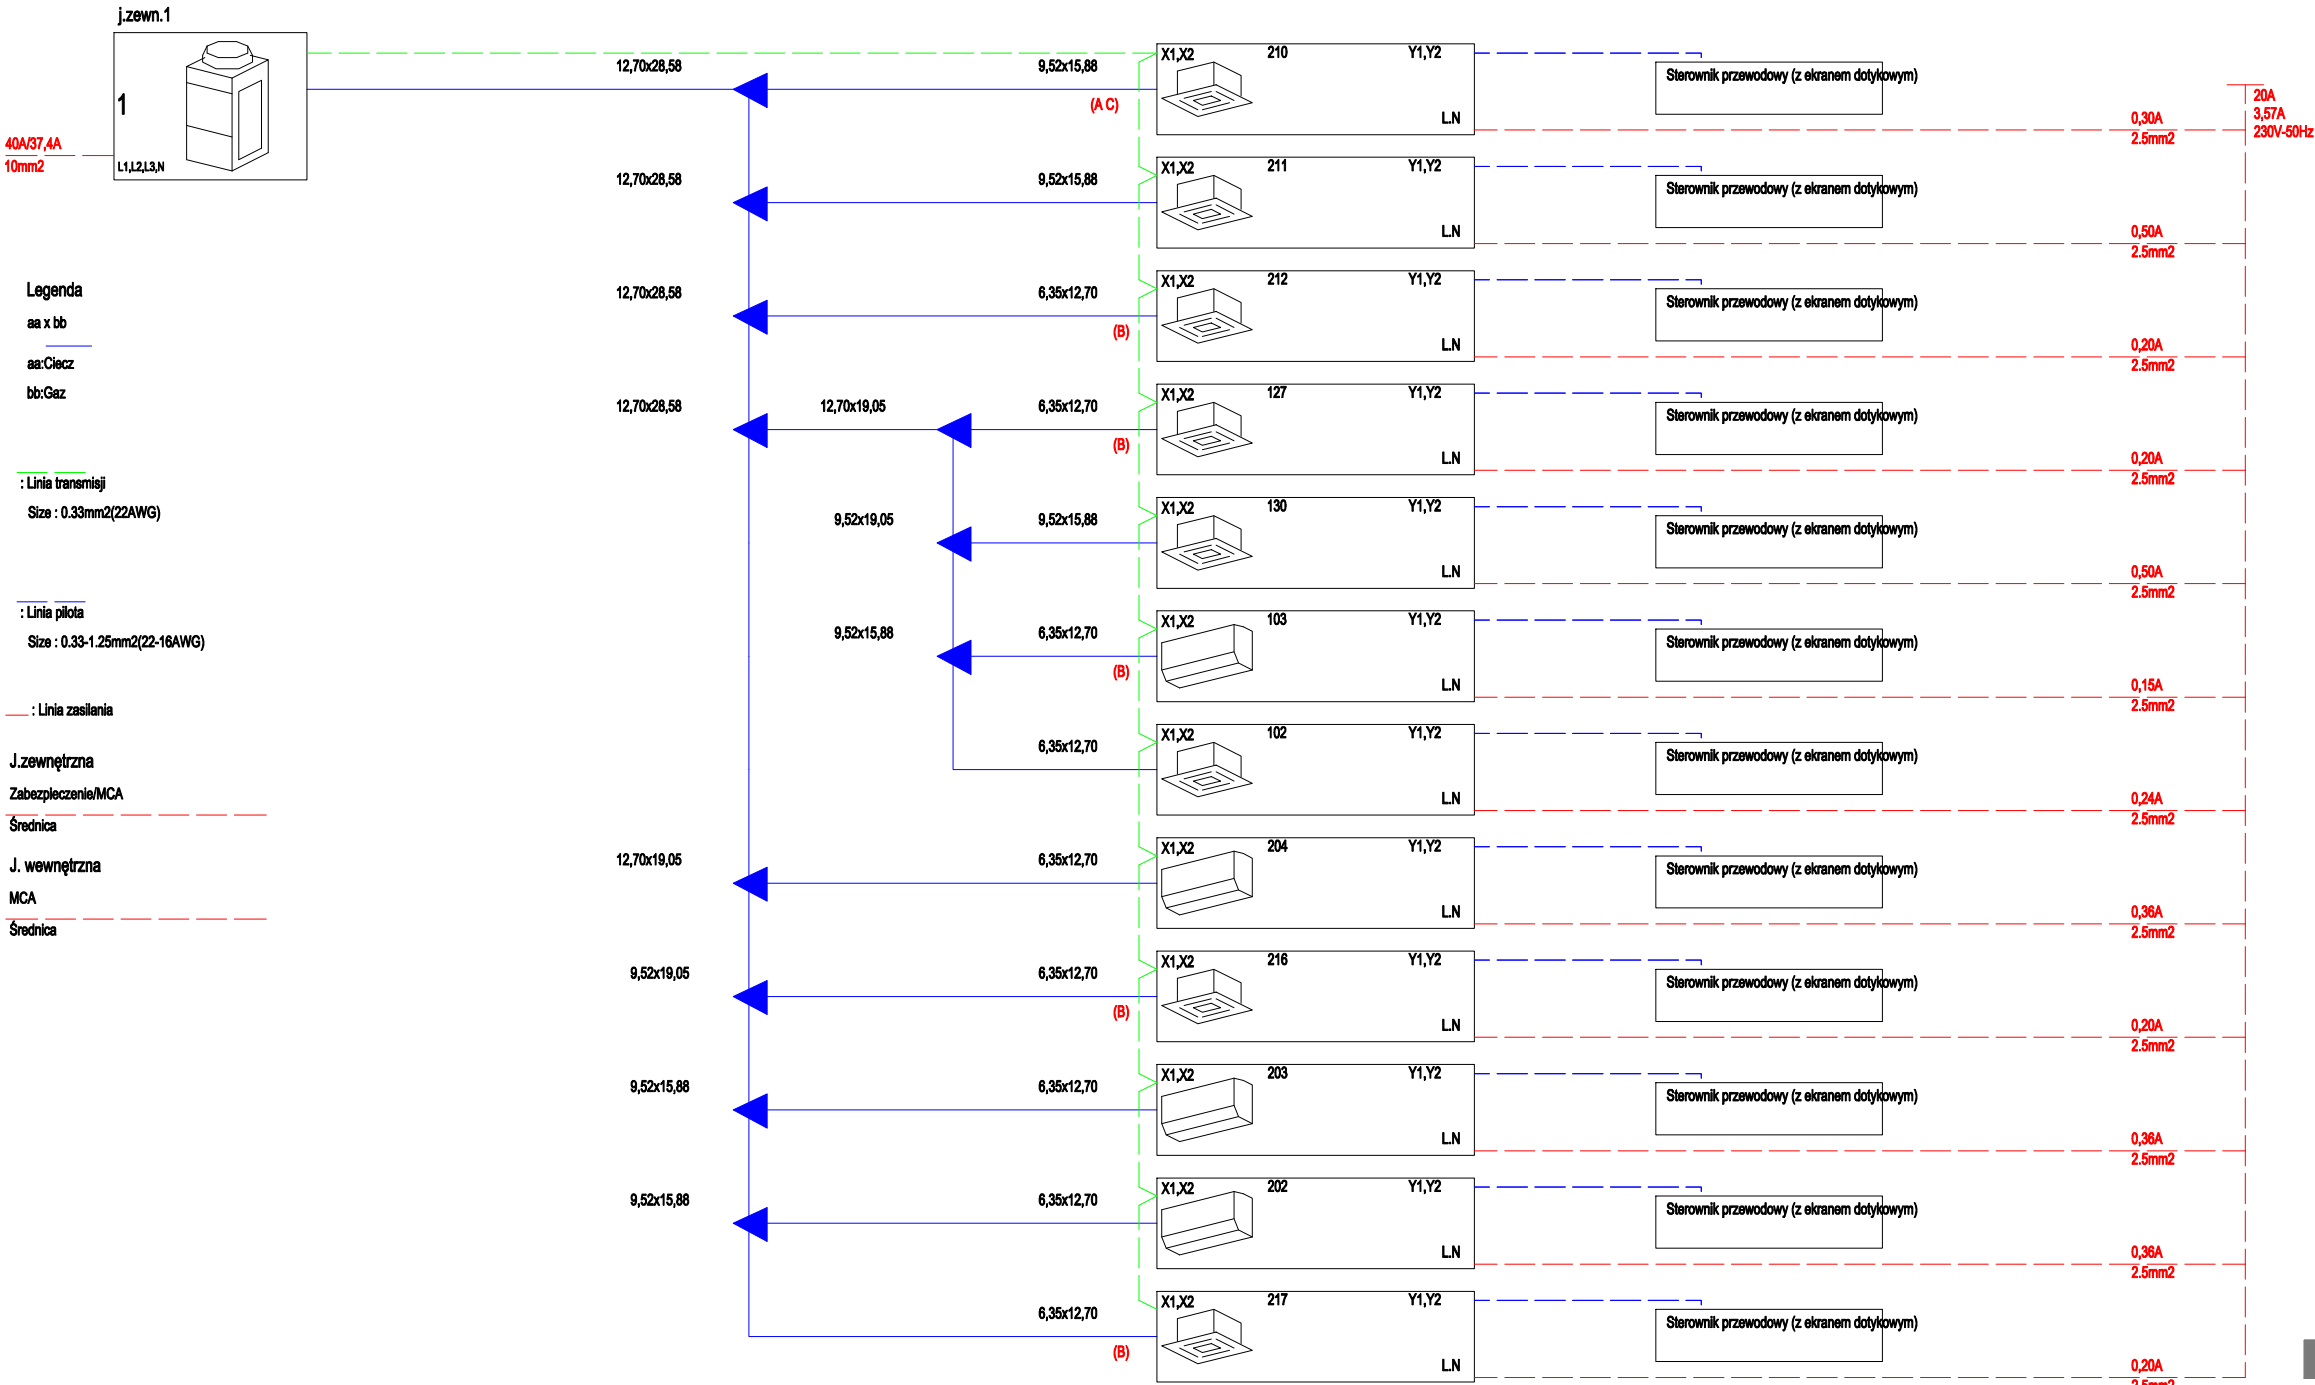 j.zewn.1
1
L1,L2,L3,N
40A/37,4A
10mm2
Legenda
aa x bb
aa:Ciecz
bb:Gaz
: Linia transmisji
Size : 0.33mm2(22AWG)
: Linia pilota
Size : 0.33-1.25mm2(22-16AWG)
: Linia zasilania
J.zewnętrzna
Zabezpieczenie/MCA
Średnica
J. wewnętrzna
MCA
Średnica
12,70x28,58
9,52x15,88
(A C)
X1,X2 210 Y1,Y2
L.N
Sterownik przewodowy (z ekranem dotykowym)
0,30A
2.5mm2
20A
3,57A
230V-50Hz
12,70x28,58
9,52x15,88
X1,X2 211 Y1,Y2
L.N
Sterownik przewodowy (z ekranem dotykowym)
0,50A
2.5mm2
12,70x28,58
6,35x12,70
(B)
X1,X2 212 Y1,Y2
L.N
Sterownik przewodowy (z ekranem dotykowym)
0,20A
2.5mm2
12,70x28,58
12,70x19,05
6,35x12,70
(B)
X1,X2 127 Y1,Y2
L.N
Sterownik przewodowy (z ekranem dotykowym)
0,20A
2.5mm2
9,52x19,05
9,52x15,88
X1,X2 130 Y1,Y2
L.N
Sterownik przewodowy (z ekranem dotykowym)
0,50A
2.5mm2
9,52x15,88
6,35x12,70
(B)
X1,X2 103 Y1,Y2
L.N
Sterownik przewodowy (z ekranem dotykowym)
0,15A
2.5mm2
6,35x12,70
X1,X2 102 Y1,Y2
L.N
Sterownik przewodowy (z ekranem dotykowym)
0,24A
2.5mm2
12,70x19,05
6,35x12,70
X1,X2 204 Y1,Y2
L.N
Sterownik przewodowy (z ekranem dotykowym)
0,36A
2.5mm2
9,52x19,05
6,35x12,70
(B)
X1,X2 216 Y1,Y2
L.N
Sterownik przewodowy (z ekranem dotykowym)
0,20A
2.5mm2
9,52x15,88
6,35x12,70
X1,X2 203 Y1,Y2
L.N
Sterownik przewodowy (z ekranem dotykowym)
0,36A
2.5mm2
9,52x15,88
6,35x12,70
X1,X2 202 Y1,Y2
L.N
Sterownik przewodowy (z ekranem dotykowym)
0,36A
2.5mm2
6,35x12,70
(B)
X1,X2 217 Y1,Y2
L.N
Sterownik przewodowy (z ekranem dotykowym)
0,20A
2.5mm2